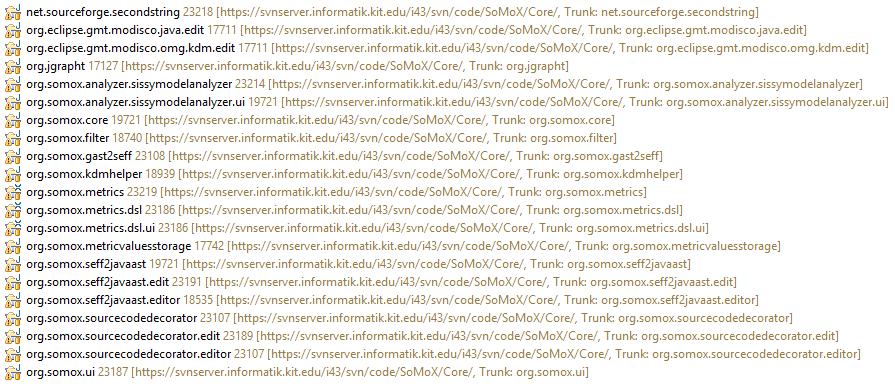 net.sourceforge.secondstring 23218 [https://svnserver.informatik.kit.edu/i43/svn/code/SoMoX/Core/, Trunk: net.sourceforge.secondstring]
org.eclipse.gmt.modisco.java.edit 17711 [https://svnserver.informatik.kit.edu/i43/svn/code/SoMoX/Core/, Trunk: org.eclipse.gmt.modisco.java.edit]
org.eclipse.gmt.modisco.omg.kdm.edit 17711 [https://svnserver.informatik.kit.edu/i43/svn/code/SoMoX/Core/, Trunk: org.eclipse.gmt.modisco.omg.kdm.edit]
org.jgrapht 17127 [https://svnserver.informatik.kit.edu/i43/svn/code/SoMoX/Core/, Trunk: org.jgrapht]
org.somox.analyzer.sissymodelanalyzer 23214 [https://svnserver.informatik.kit.edu/i43/svn/code/SoMoX/Core/, Trunk: org.somox.analyzer.sissymodelanalyzer]
org.somox.analyzer.sissymodelanalyzer.ui 19721 [https://svnserver.informatik.kit.edu/i43/svn/code/SoMoX/Core/, Trunk: org.somox.analyzer.sissymodelanalyzer.ui]
org.somox.core 19721 [https://svnserver.informatik.kit.edu/i43/svn/code/SoMoX/Core/, Trunk: org.somox.core]
org.somox.filter 18740 [https://svnserver.informatik.kit.edu/i43/svn/code/SoMoX/Core/, Trunk: org.somox.filter]
org.somox.gast2seff 23108 [https://svnserver.informatik.kit.edu/i43/svn/code/SoMoX/Core/, Trunk: org.somox.gast2seff]
org.somox.kdmhelper 18939 [https://svnserver.informatik.kit.edu/i43/svn/code/SoMoX/Core/, Trunk: org.somox.kdmhelper]
org.somox.metrics 23219 [https://svnserver.informatik.kit.edu/i43/svn/code/SoMoX/Core/, Trunk: org.somox.metrics]
org.somox.metrics.dsl 23186 [https://svnserver.informatik.kit.edu/i43/svn/code/SoMoX/Core/, Trunk: org.somox.metrics.dsl]
org.somox.metrics.dsl.ui 23186 [https://svnserver.informatik.kit.edu/i43/svn/code/SoMoX/Core/, Trunk: org.somox.metrics.dsl.ui]
org.somox.metricvaluesstorage 17742 [https://svnserver.informatik.kit.edu/i43/svn/code/SoMoX/Core/, Trunk: org.somox.metricvaluesstorage]
org.somox.seff2javaast 19721 [https://svnserver.informatik.kit.edu/i43/svn/code/SoMoX/Core/, Trunk: org.somox.seff2javaast]
org.somox.seff2javaast.edit 23191 [https://svnserver.informatik.kit.edu/i43/svn/code/SoMoX/Core/, Trunk: org.somox.seff2javaast.edit]
org.somox.seff2javaast.editor 18535 [https://svnserver.informatik.kit.edu/i43/svn/code/SoMoX/Core/, Trunk: org.somox.seff2javaast.editor]
org.somox.sourcecodedecorator 23107 [https://svnserver.informatik.kit.edu/i43/svn/code/SoMoX/Core/, Trunk: org.somox.sourcecodedecorator]
org.somox.sourcecodedecorator.edit 23189 [https://svnserver.informatik.kit.edu/i43/svn/code/SoMoX/Core/, Trunk: org.somox.sourcecodedecorator.edit]
org.somox.sourcecodedecorator.editor 23107 [https://svnserver.informatik.kit.edu/i43/svn/code/SoMoX/Core/, Trunk: org.somox.sourcecodedecorator.editor]
org.somox.ui 23187 [https://svnserver.informatik.kit.edu/i43/svn/code/SoMoX/Core/, Trunk: org.somox.ui]